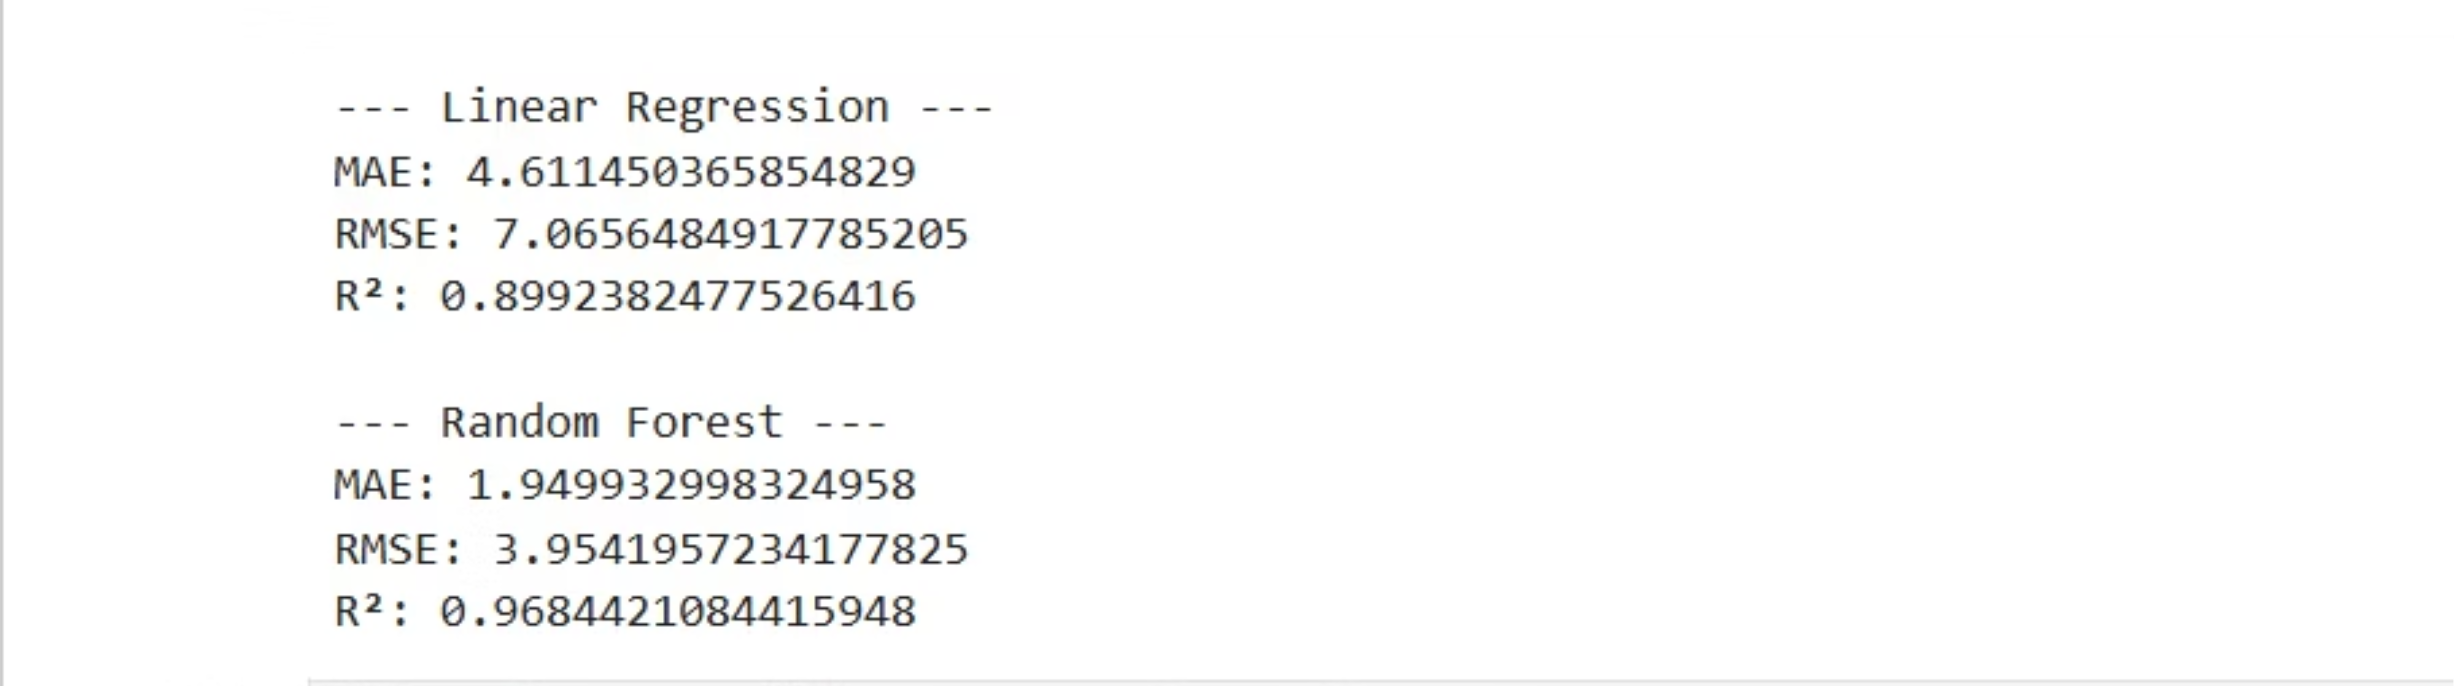 --- Linear Regression ---
MAE: 4.611450365854829
RMSE: 7.0656484917785205
R²: 0.8992382477526416
--- Random Forest ---
MAE: 1.949932998324958
RMSE: 3.9541957234177825
R²: 0.9684421084415948